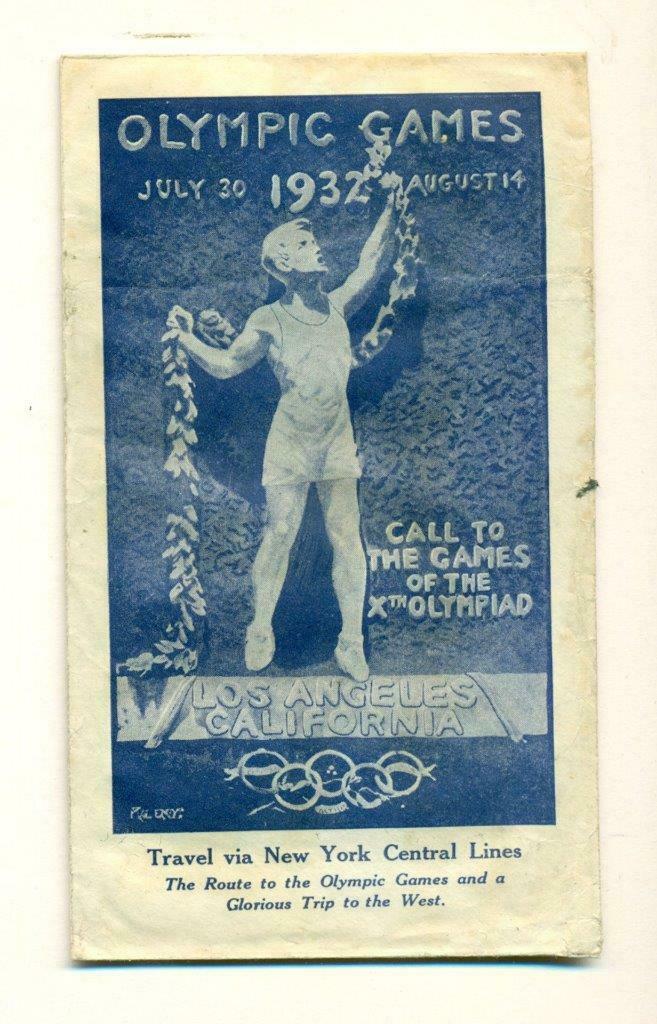 OLYMPIC GAMES
JULY 30 1932 AUGUST 14
CALL TO
THE GAMES
OF THE
XTH OLYMPIAD
LOS ANGELES
CALIFORNIA
Travel via New York Central Lines
The Route to the Olympic Games and a
Glorious Trip to the West.